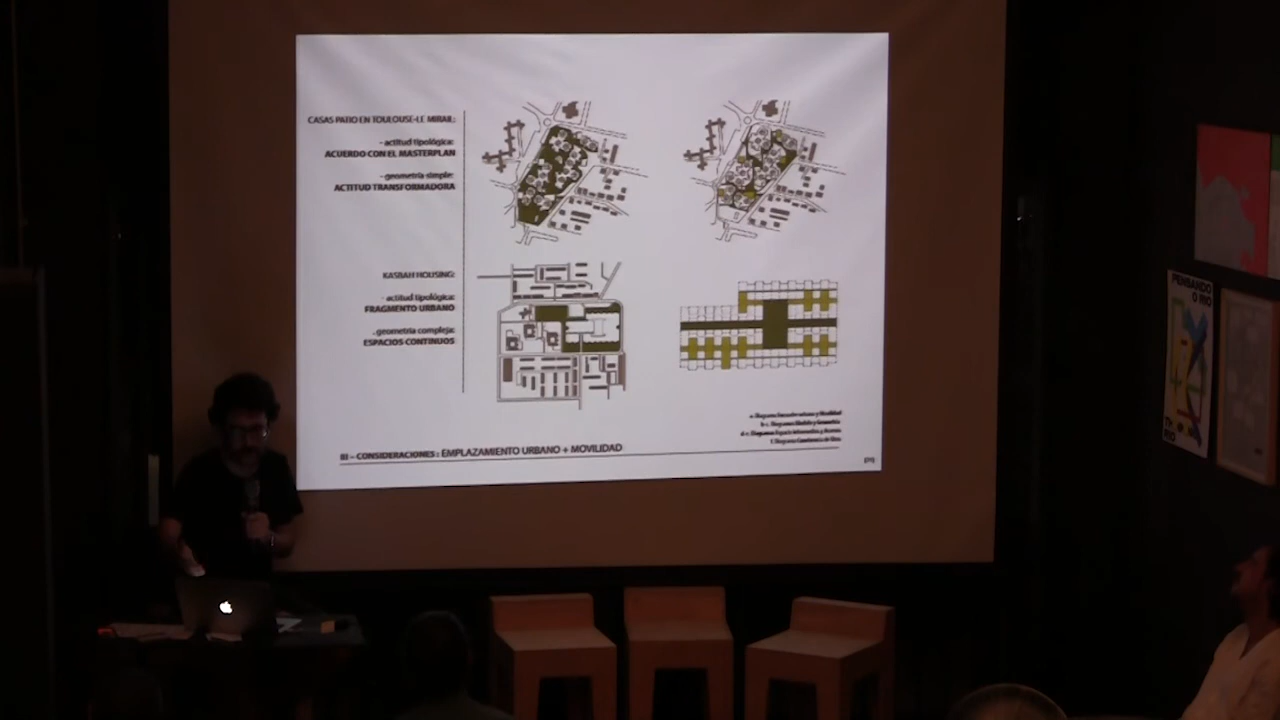 CASAS PATIO EN TOULOUSE-LE MIRAIL:
- actitud tipológica:
ACUERDO CON EL MASTERPLAN
- geometría simple:
ACTITUD TRANSFORMADORA
KASBAH HOUSING:
- actitud tipológica:
FRAGMENTO URBANO
. geometría compleja:
ESPACIOS CONTINUOS
III – CONSIDERACIONES : EMPLAZAMIENTO URBANO + MOVILIDAD
PENSANDO
O RIO